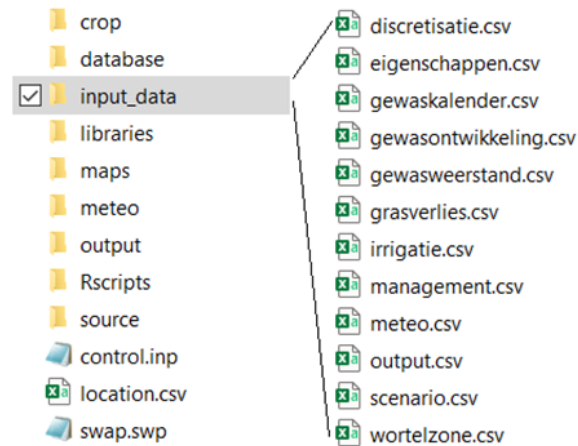 crop
database
input_data
libraries
maps
meteo
output
Rscripts
source
control.inp
location.csv
swap.swp
discretisatie.csv
eigenschappen.csv
gewaskalender.csv
gewasontwikkeling.csv
gewasweerstand.csv
grasverlies.csv
irrigatie.csv
management.csv
meteo.csv
output.csv
scenario.csv
wortelzone.csv